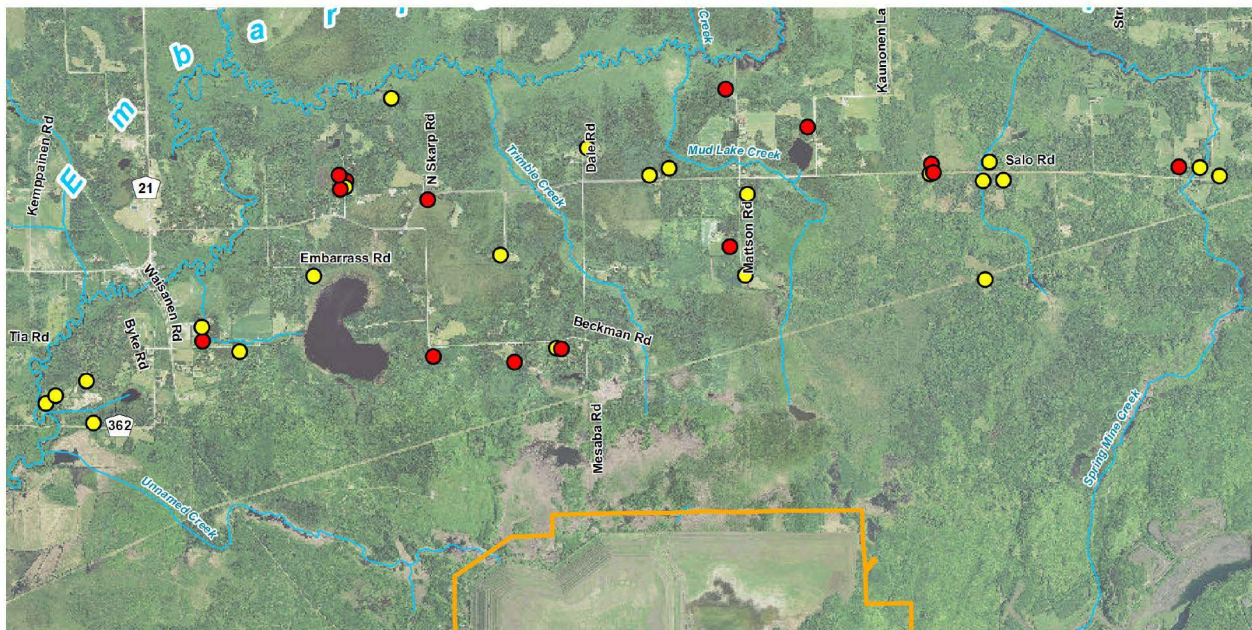 Creek
Kaunonen La
Str
b
a
r
m
E
Kemppainen Rd
21
N Skarp Rd
Trimble Creek
Dale Rd
Mud Lake Creek
Salo Rd
Embarrass Rd
Mattson Rd
Waisanen Rd
Tia Rd
Byke Rd
Beckman Rd
362
Mesaba Rd
Unnamed Creek
Spring Mine Creek